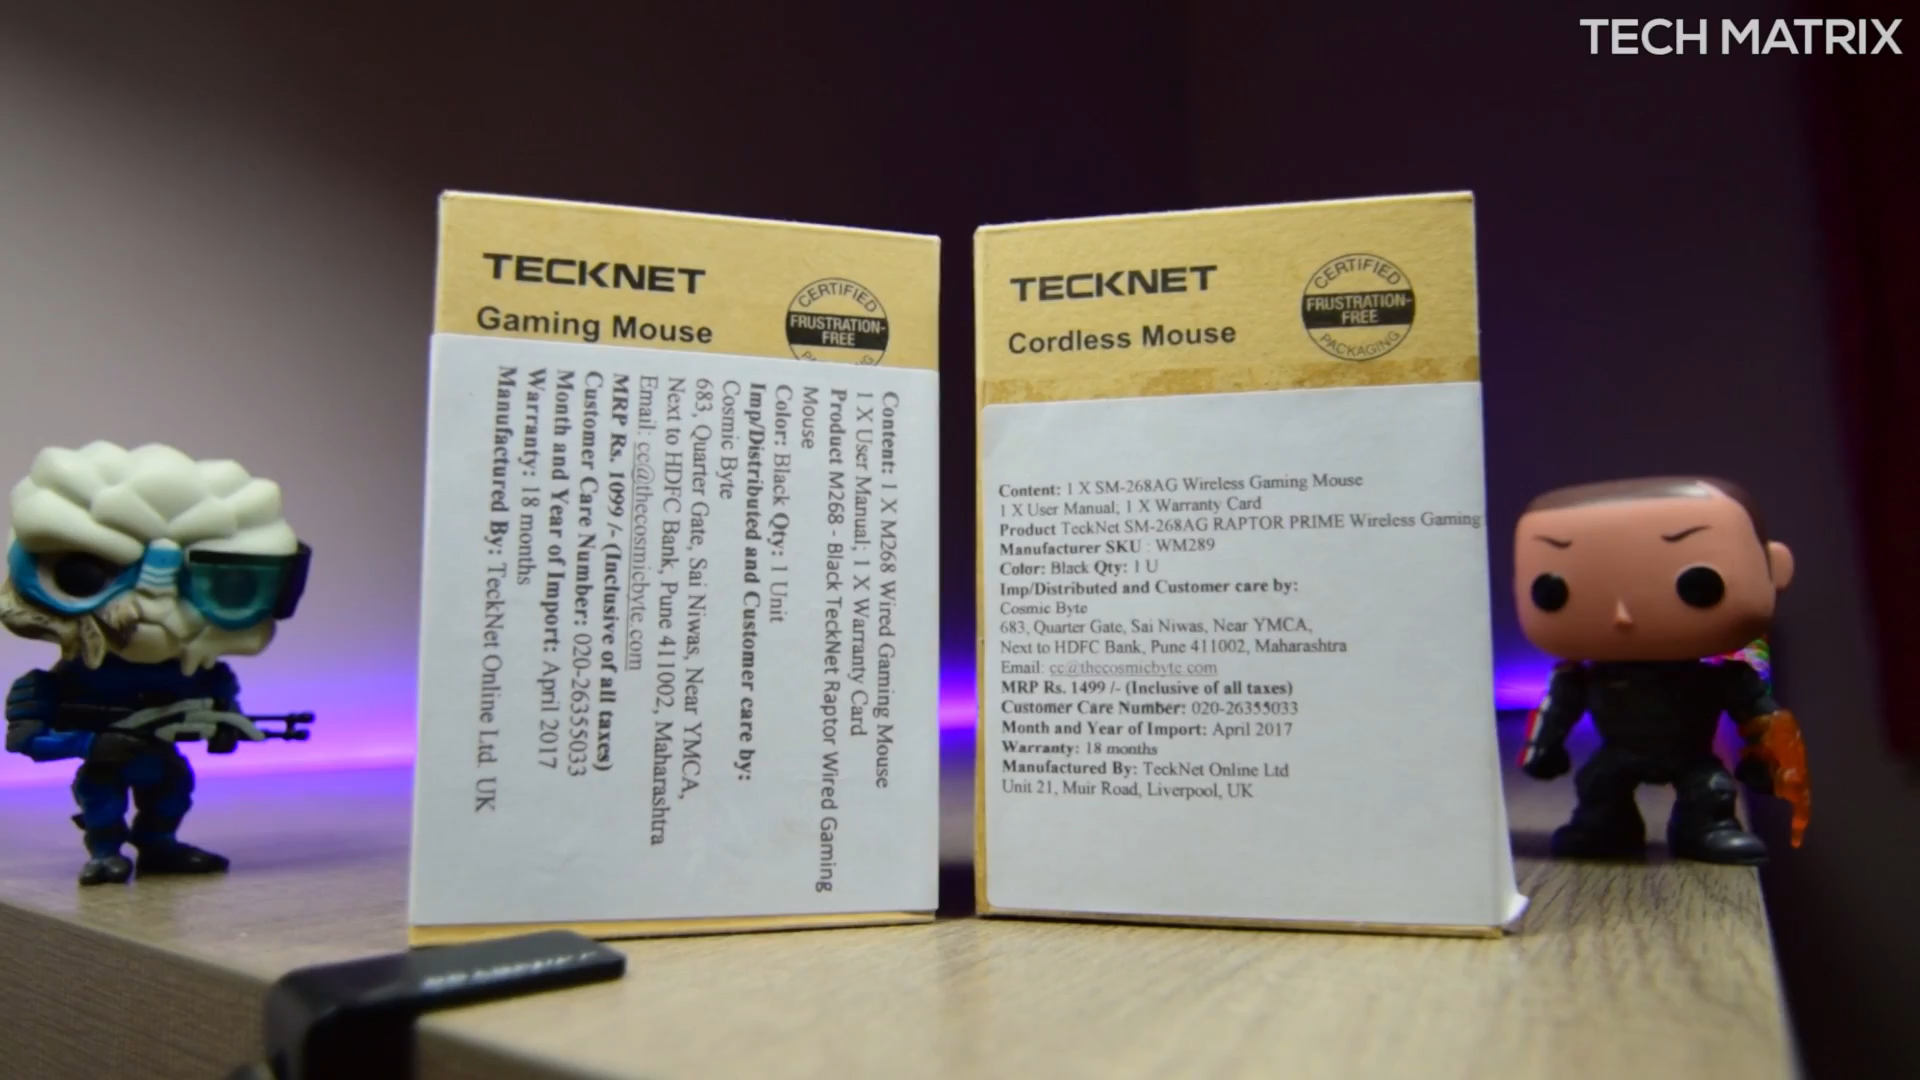 TECH MATRIX
TECKNET
Gaming Mouse
CERTIFIED
FRUSTRATION-
FREE
Content: 1 X M268 Wired Gaming Mouse
1 X User Manual; 1 X Warranty Card
Product M268 - Black TeckNet Raptor Wired Gaming
Mouse
Color: Black Qty: 1 Unit
Imp/Distributed and Customer care by:
Cosmic Byte
683, Quarter Gate, Sai Niwas, Near YMCA,
Next to HDFC Bank, Pune 411002, Maharashtra
Email: cc@thecosmicbyte.com
MRP Rs. 1099 /- (Inclusive of all taxes)
Customer Care Number: 020-26355033
Month and Year of Import: April 2017
Warranty: 18 months
Manufactured By: TeckNet Online Ltd. UK
TECKNET
Cordless Mouse
CERTIFIED
FRUSTRATION-
FREE
PACKAGING
Content: 1 X SM-268AG Wireless Gaming Mouse
1 X User Manual; 1 X Warranty Card
Product TeckNet SM-268AG RAPTOR PRIME Wireless Gaming
Manufacturer SKU : WM289
Color: Black Qty: 1 U
Imp/Distributed and Customer care by:
Cosmic Byte
683, Quarter Gate, Sai Niwas, Near YMCA,
Next to HDFC Bank, Pune 411002, Maharashtra
Email: cc@thecosmicbyte.com
MRP Rs. 1499 /- (Inclusive of all taxes)
Customer Care Number: 020-26355033
Month and Year of Import: April 2017
Warranty: 18 months
Manufactured By: TeckNet Online Ltd
Unit 21, Muir Road, Liverpool, UK